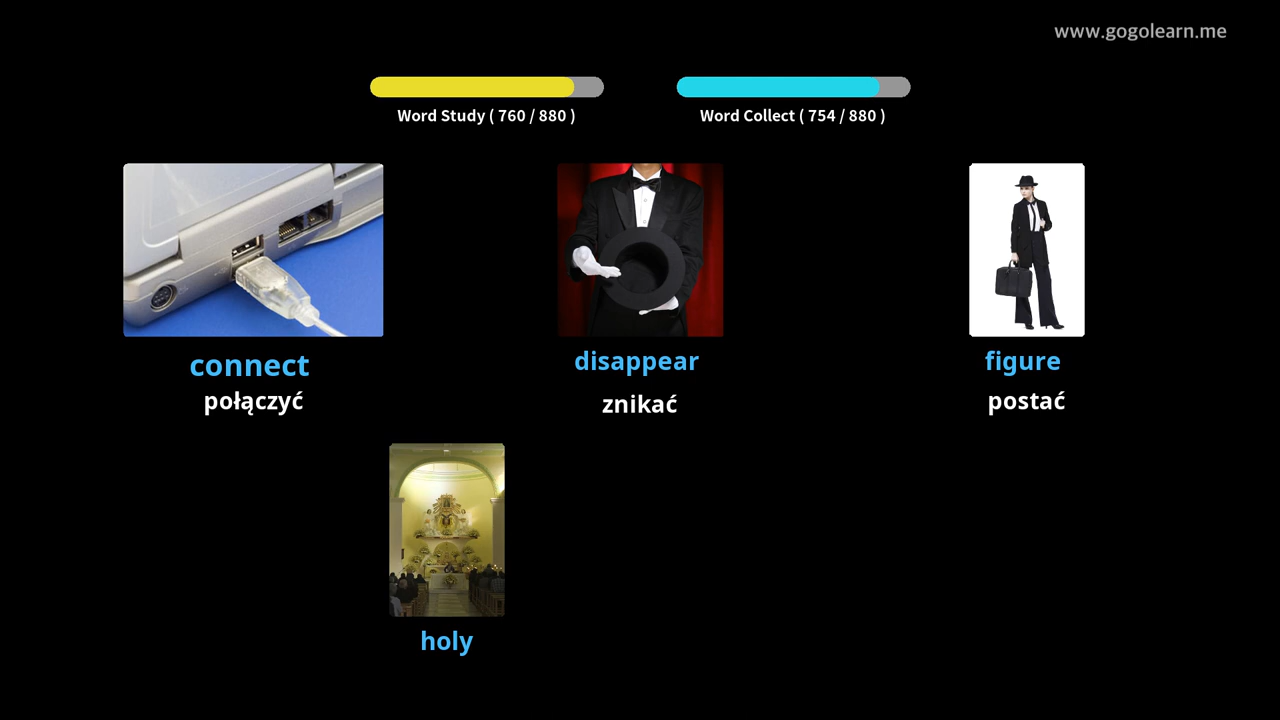 www.gogolearn.me
Word Study ( 760 / 880 )
Word Collect ( 754 / 880 )
connect
połączyć
disappear
znikać
figure
postać
holy